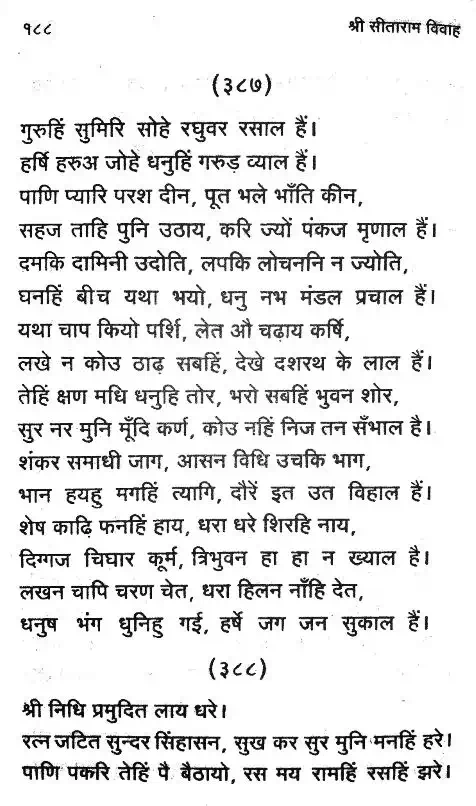 १८८ श्री सीताराम विवाह
(३८७)
गुरुहिं सुमिरि सोहे रघुवर रसाल हैं।
हर्षि हरुअ जोहे धनुहिं गरुड़ व्याल हैं।
पाणि प्यारि परश दीन, पूत भले भाँति कीन,
सहज ताहि पुनि उठाय, करि ज्यों पंकज मृणाल हैं।
दमकि दामिनी उदोति, लपकि लोचननि न ज्योति,
घनहिं बीच यथा भयो, धनु नभ मंडल प्रचाल हैं।
यथा चाप कियो पर्शि, लेत औ चढ़ाय कर्षि,
लखे न कोउ ठाढ़ सबहिं, देखे दशरथ के लाल हैं।
तेहिं क्षण मधि धनुहि तोर, भरो सबहिं भुवन शोर,
सुर नर मुनि मूँदि कर्ण, कोउ नहिं निज तन सँभाल है।
शंकर समाधी जाग, आसन विधि उचकि भाग,
भान हयहु मगहिं त्यागि, दौरें इत उत विहाल हैं।
शेष काढ़ि फनहिं हाय, धरा धरे शिरहि नाय,
दिग्गज चिघार कूर्म, त्रिभुवन हा हा न ख्याल है।
लखन चापि चरण चेत, धरा हिलन नाँहि देत,
धनुष भंग धुनिहु गई, हर्षे जग जन सुकाल हैं।
(३८८)
श्री निधि प्रमुदित लाय धरे।
रत्न जटित सुन्दर सिंहासन, सुख कर सुर मुनि मनहिं हरे।
पाणि पकरि तेहिं पै बैठायो, रस मय रामहिं रसहिं झरे।